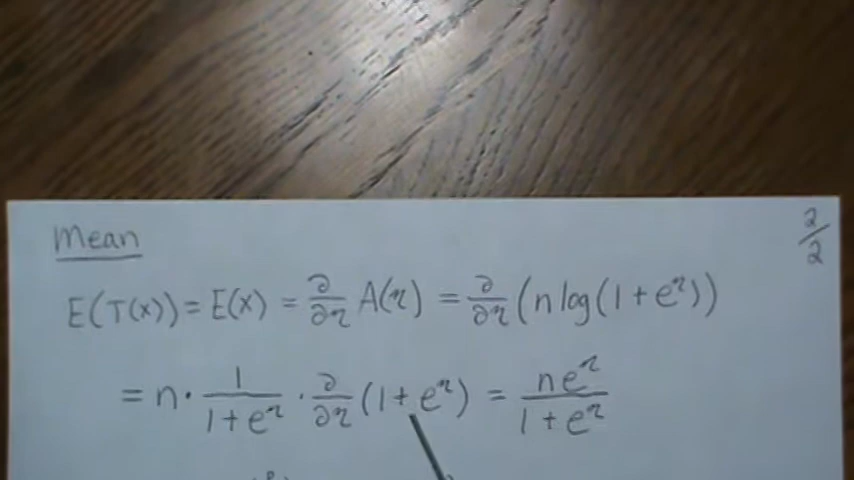 Mean
2/2
E(T(x)) = E(x) = ∂/∂η A(η) = ∂/∂η (n log(1 + e^η))
= n · 1/(1 + e^η) · ∂/∂η (1 + e^η) = ne^η/(1 + e^η)